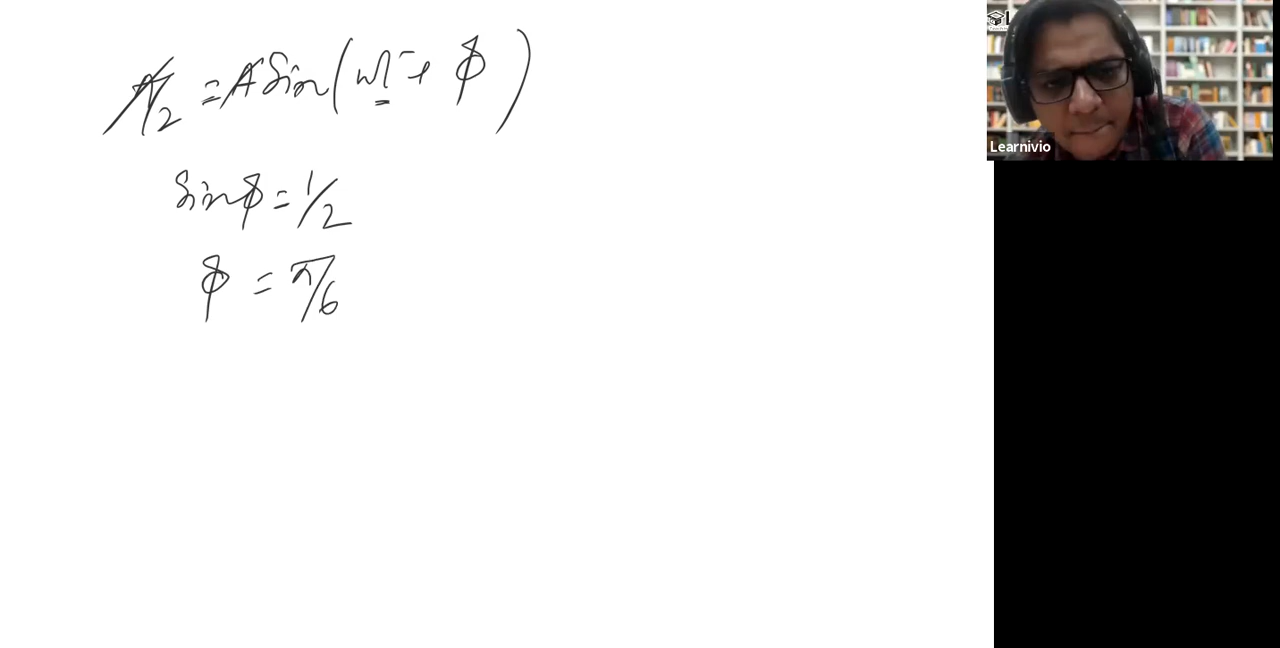 A/2 = A sin(ωt + φ)
sin φ = 1/2
φ = π/6
Learnivio